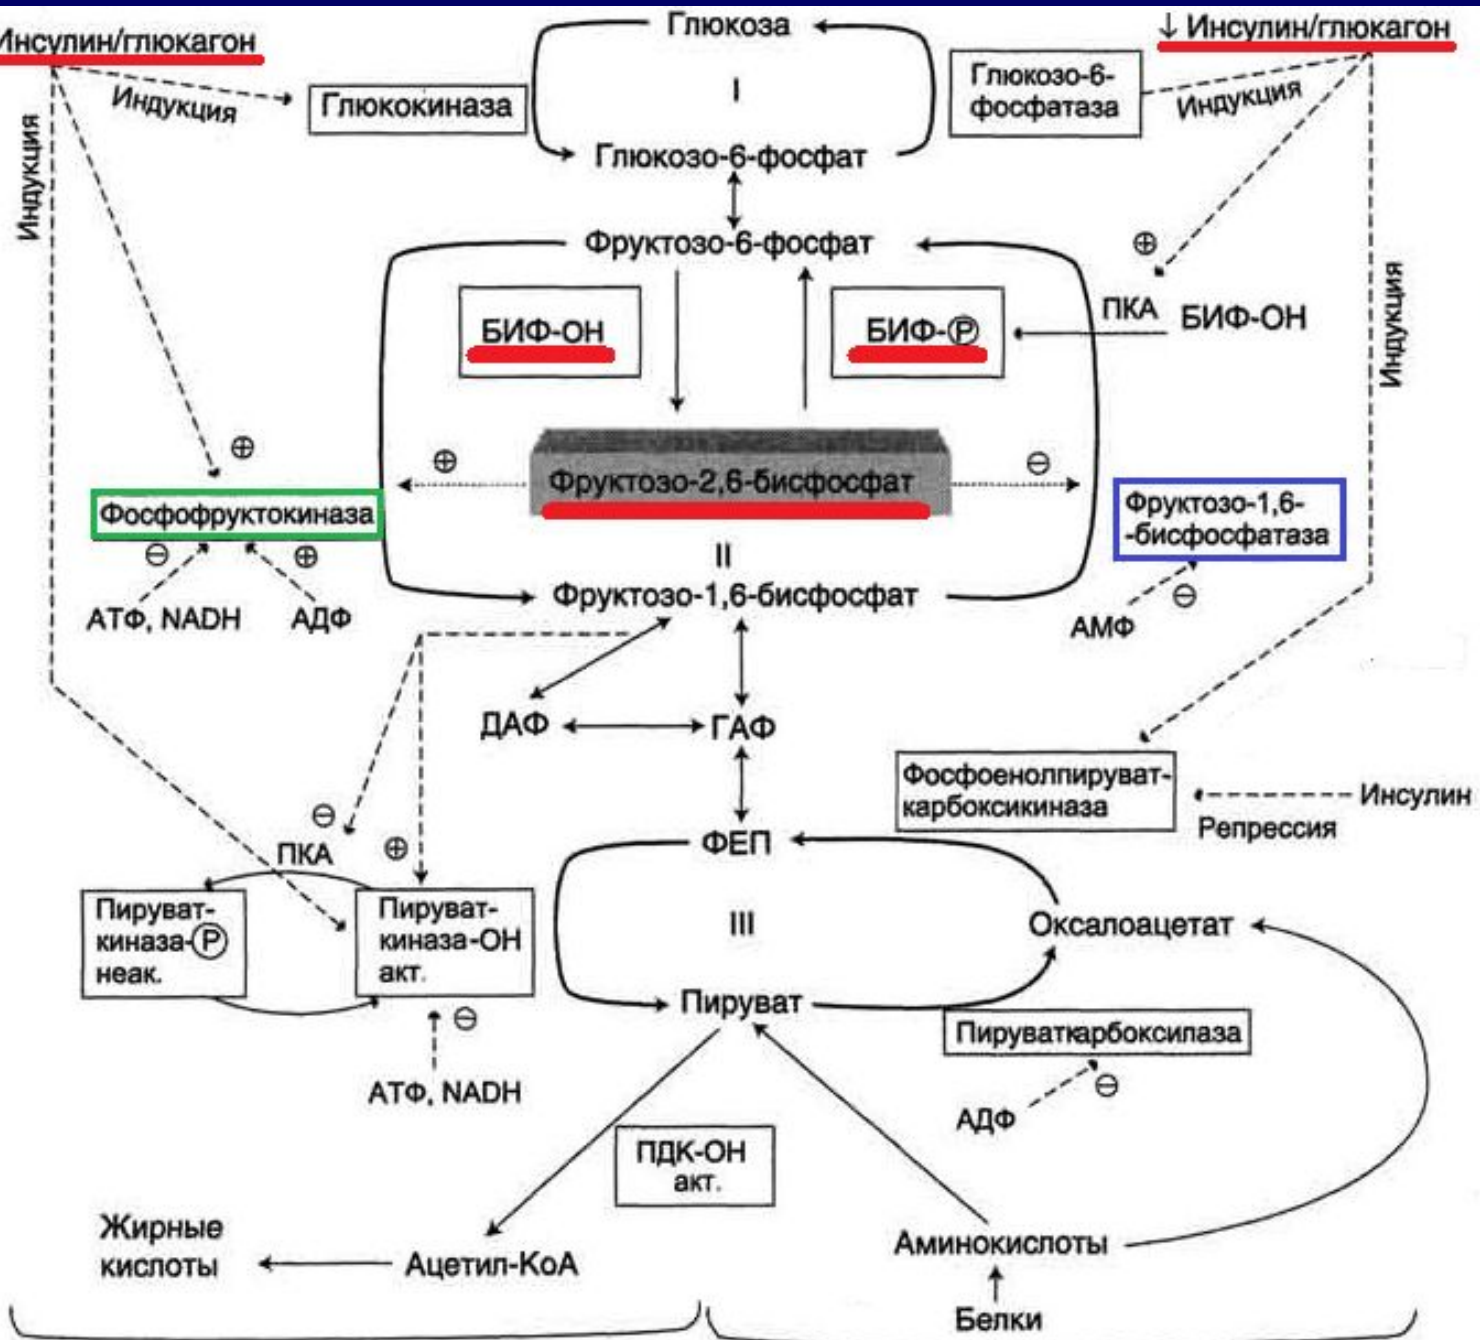 Инсулин/глюкагон
Глюкоза
↓ Инсулин/глюкагон
Индукция
Глюкокиназа
I
Глюкозо-6-
фосфатаза
Индукция
Индукция
Глюкозо-6-фосфат
Фруктозо-6-фосфат
⊕
БИФ-ОН
БИФ-Ⓟ
ПКА
БИФ-ОН
Индукция
⊕
⊕
Фруктозо-2,6-бисфосфат
⊖
Фосфофруктокиназа
Фруктозо-1,6-
-бисфосфатаза
⊖
⊕
II
АТФ, NADH
АДФ
Фруктозо-1,6-бисфосфат
⊖
АМФ
ДАФ
ГАФ
Фосфоенолпируват-
карбоксикиназа
Инсулин
Репрессия
⊖
ПКА
⊕
ФЕП
Пируват-
киназа-Ⓟ
неак.
Пируват-
киназа-ОН
акт.
III
Оксалоацетат
Пируват
⊖
АТФ, NADH
Пируваткарбоксилаза
⊖
АДФ
ПДК-ОН
акт.
Жирные
кислоты
Ацетил-КоА
Аминокислоты
Белки